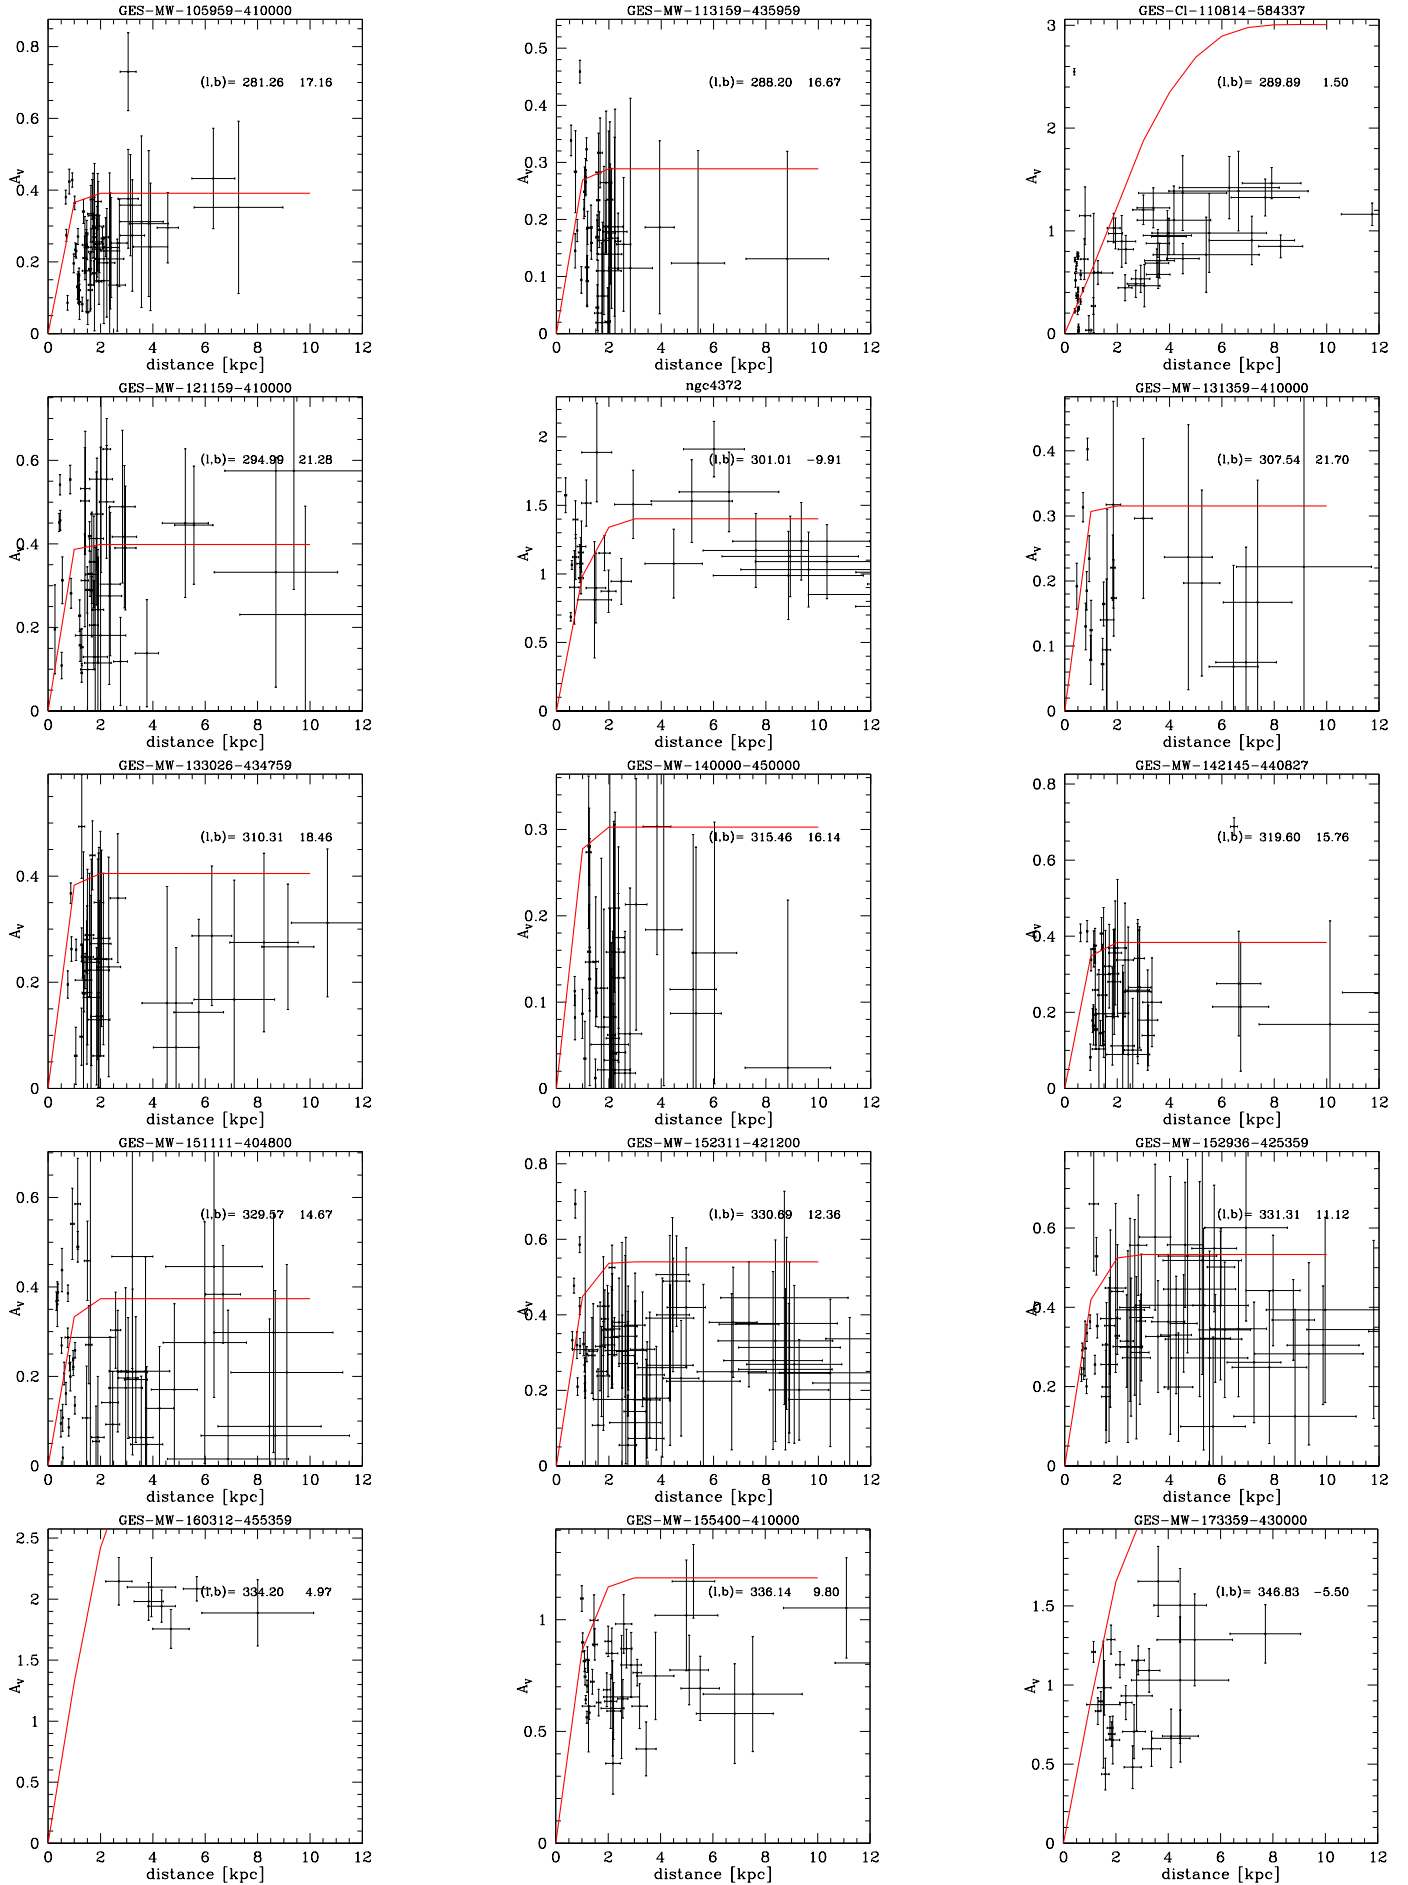 GES-MW-105959-410000
(l,b)= 281.26 17.16
A_V
0 0.2 0.4 0.6 0.8
0 2 4 6 8 10 12
distance [kpc]
GES-MW-113159-435959
(l,b)= 288.20 16.67
A_V
0 0.1 0.2 0.3 0.4 0.5
0 2 4 6 8 10 12
distance [kpc]
GES-Cl-110814-584337
(l,b)= 289.89 1.50
A_V
0 1 2 3
0 2 4 6 8 10 12
distance [kpc]
GES-MW-121159-410000
(l,b)= 294.99 21.28
A_V
0 0.2 0.4 0.6
0 2 4 6 8 10 12
distance [kpc]
ngc4372
(l,b)= 301.01 -9.91
A_V
0 0.5 1 1.5 2
0 2 4 6 8 10 12
distance [kpc]
GES-MW-131359-410000
(l,b)= 307.54 21.70
A_V
0 0.1 0.2 0.3 0.4
0 2 4 6 8 10 12
distance [kpc]
GES-MW-133026-434759
(l,b)= 310.31 18.46
A_V
0 0.2 0.4
0 2 4 6 8 10 12
distance [kpc]
GES-MW-140000-450000
(l,b)= 315.46 16.14
A_V
0 0.1 0.2 0.3
0 2 4 6 8 10 12
distance [kpc]
GES-MW-142145-440827
(l,b)= 319.60 15.76
A_V
0 0.2 0.4 0.6 0.8
0 2 4 6 8 10 12
distance [kpc]
GES-MW-151111-404800
(l,b)= 329.57 14.67
A_V
0 0.2 0.4 0.6
0 2 4 6 8 10 12
distance [kpc]
GES-MW-152311-421200
(l,b)= 330.69 12.36
A_V
0 0.2 0.4 0.6 0.8
0 2 4 6 8 10 12
distance [kpc]
GES-MW-152936-425359
(l,b)= 331.31 11.12
A_V
0 0.2 0.4 0.6
0 2 4 6 8 10 12
distance [kpc]
GES-MW-160312-455359
(l,b)= 334.20 4.97
A_V
0 0.5 1 1.5 2 2.5
0 2 4 6 8 10 12
distance [kpc]
GES-MW-155400-410000
(l,b)= 336.14 9.80
A_V
0 0.5 1
0 2 4 6 8 10 12
distance [kpc]
GES-MW-173359-430000
(l,b)= 346.83 -5.50
A_V
0 0.5 1 1.5
0 2 4 6 8 10 12
distance [kpc]